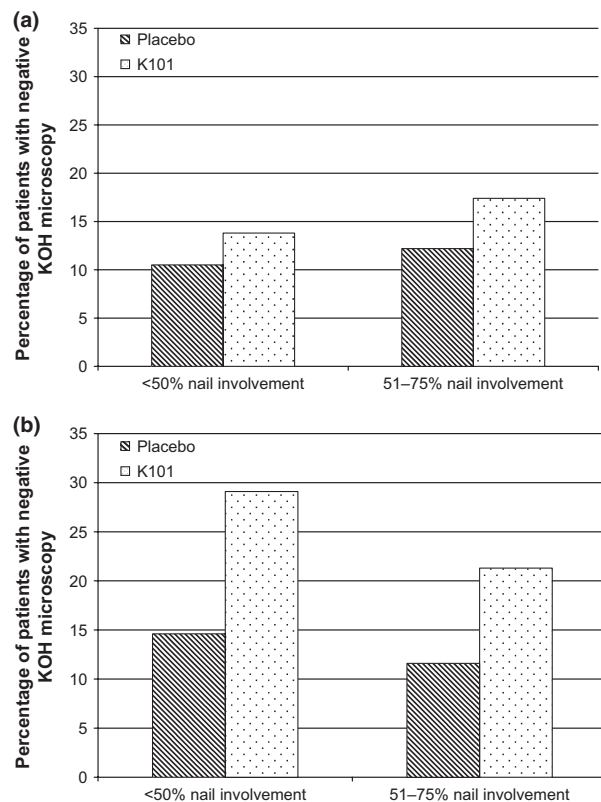 (a)
Percentage of patients with negative
KOH microscopy
35
30
25
20
15
10
5
0
Placebo
K101
<50% nail involvement
51–75% nail involvement
(b)
Percentage of patients with negative
KOH microscopy
35
30
25
20
15
10
5
0
Placebo
K101
<50% nail involvement
51–75% nail involvement